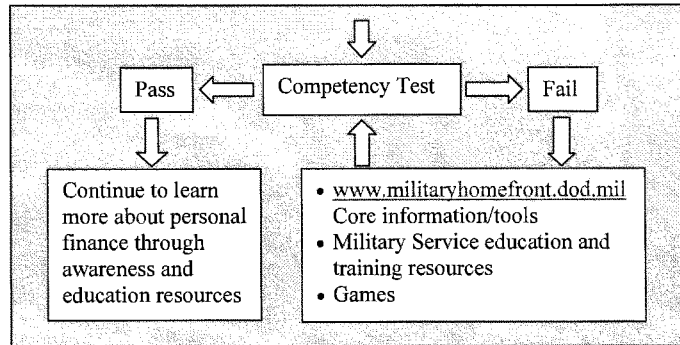 Pass
Competency Test
Fail
Continue to learn
more about personal
finance through
awareness and
education resources
• www.militaryhomefront.dod.mil
Core information/tools
• Military Service education and
training resources
• Games